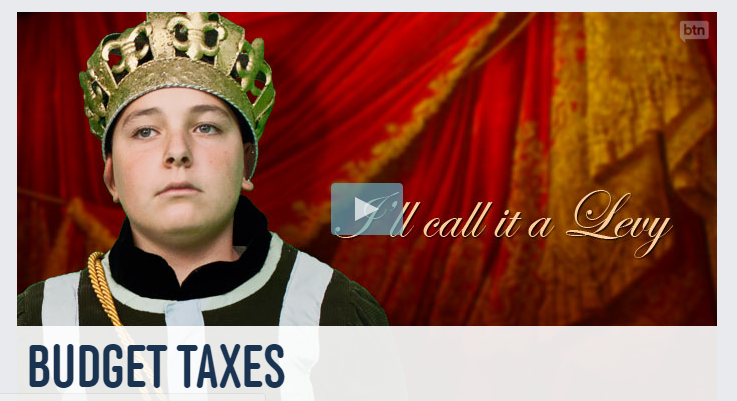 btn
I'll call it a Levy
BUDGET TAXES